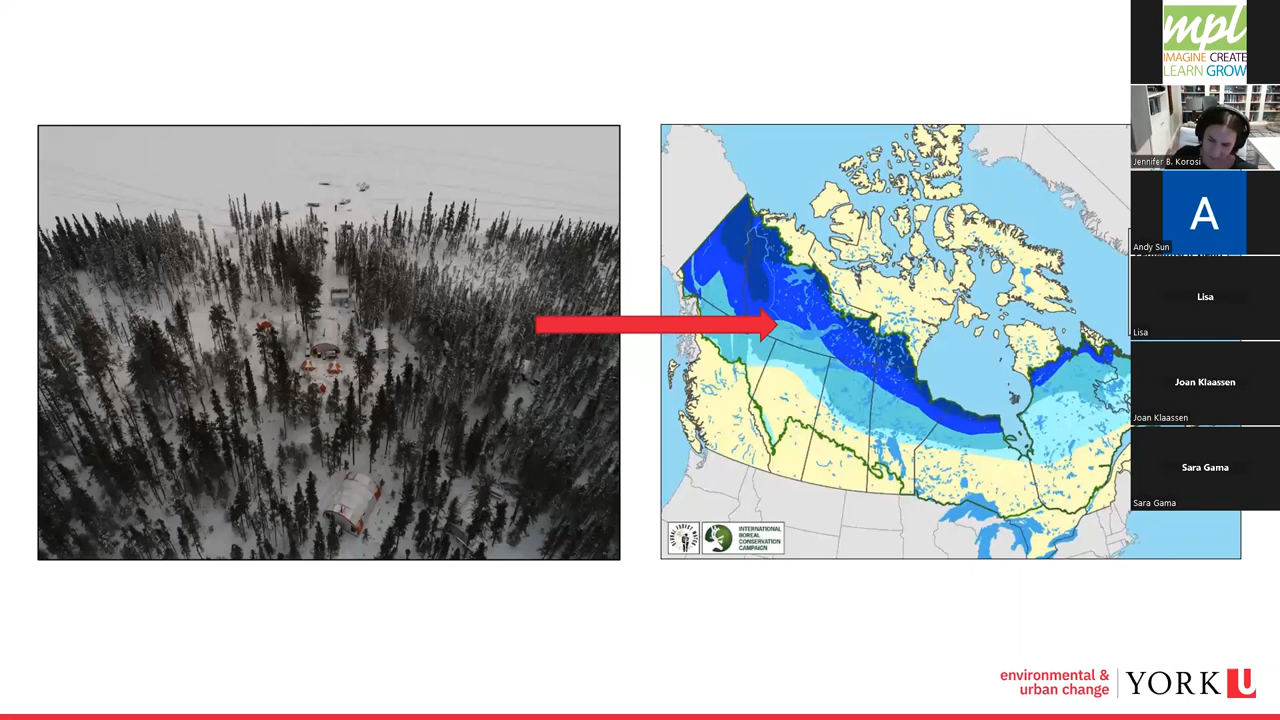 mpl
IMAGINE CREATE
LEARN GROW
Jennifer B. Korosi
A
Andy Sun
Lisa
Lisa
Joan Klaassen
Joan Klaassen
Sara Gama
Sara Gama
INTERNATIONAL
BOREAL
CONSERVATION
CAMPAIGN
environmental &
urban change
YORK U